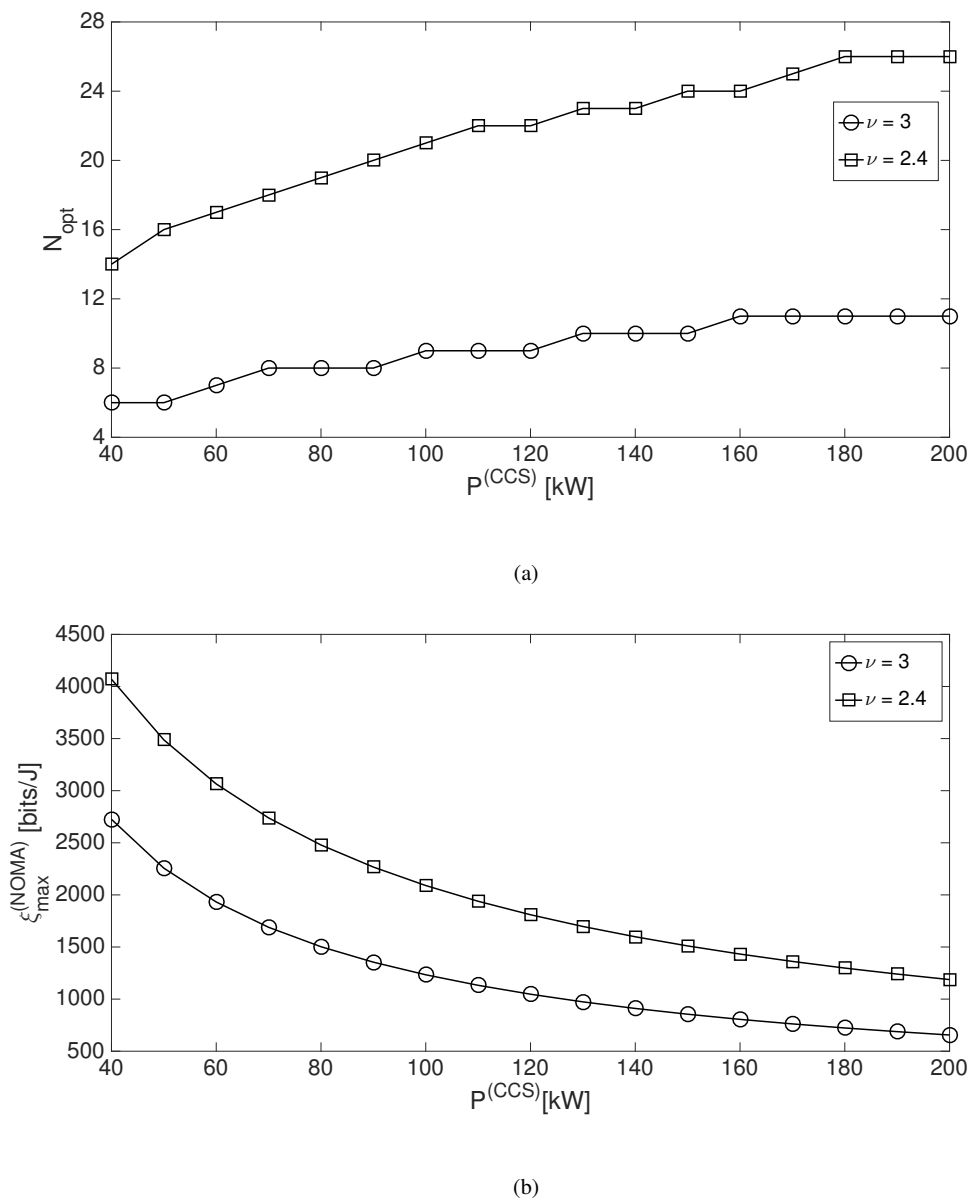 28
24
20
16
12
8
4
N_opt
ν = 3
ν = 2.4
40 60 80 100 120 140 160 180 200
P^(CCS) [kW]
(a)
4500
4000
3500
3000
2500
2000
1500
1000
500
ξ_max^(NOMA) [bits/J]
ν = 3
ν = 2.4
40 60 80 100 120 140 160 180 200
P^(CCS)[kW]
(b)